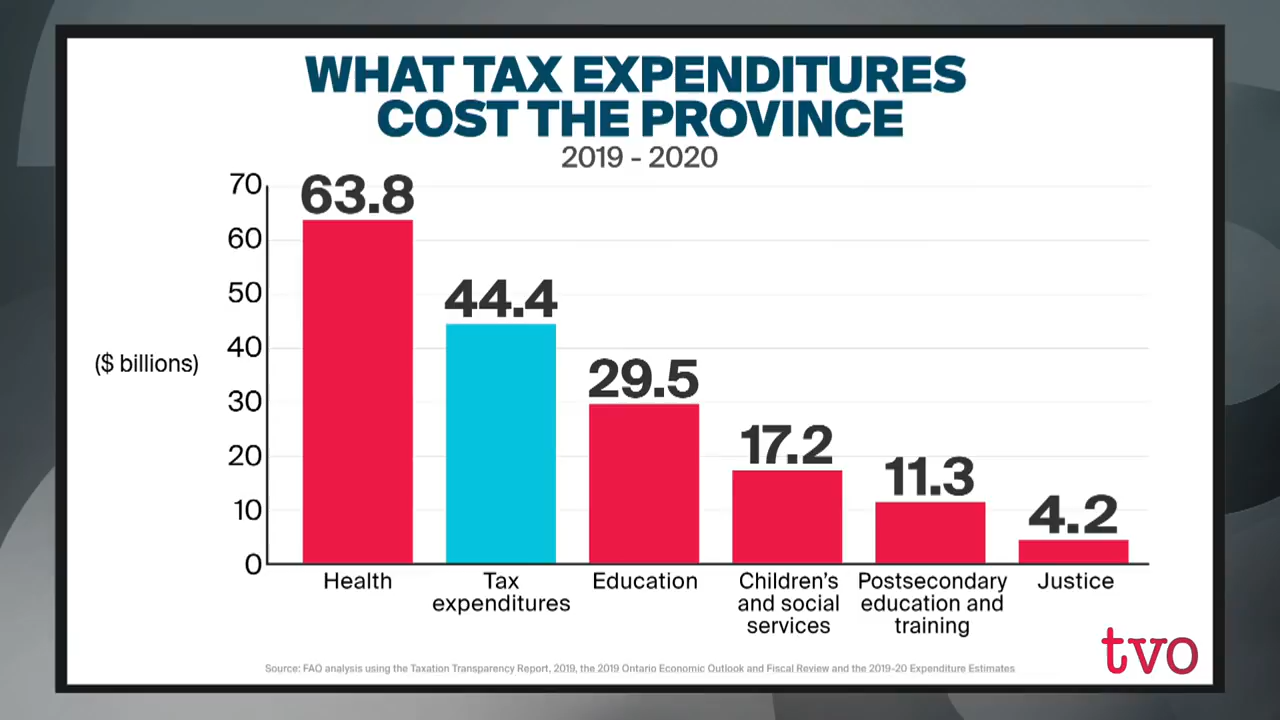 WHAT TAX EXPENDITURES
COST THE PROVINCE
2019 - 2020
($ billions)
70
60
50
40
30
20
10
0
63.8
44.4
29.5
17.2
11.3
4.2
Health
Tax
expenditures
Education
Children's
and social
services
Postsecondary
education and
training
Justice
Source: FAO analysis using the Taxation Transparency Report, 2019, the 2019 Ontario Economic Outlook and Fiscal Review and the 2019-20 Expenditure Estimates
tvo